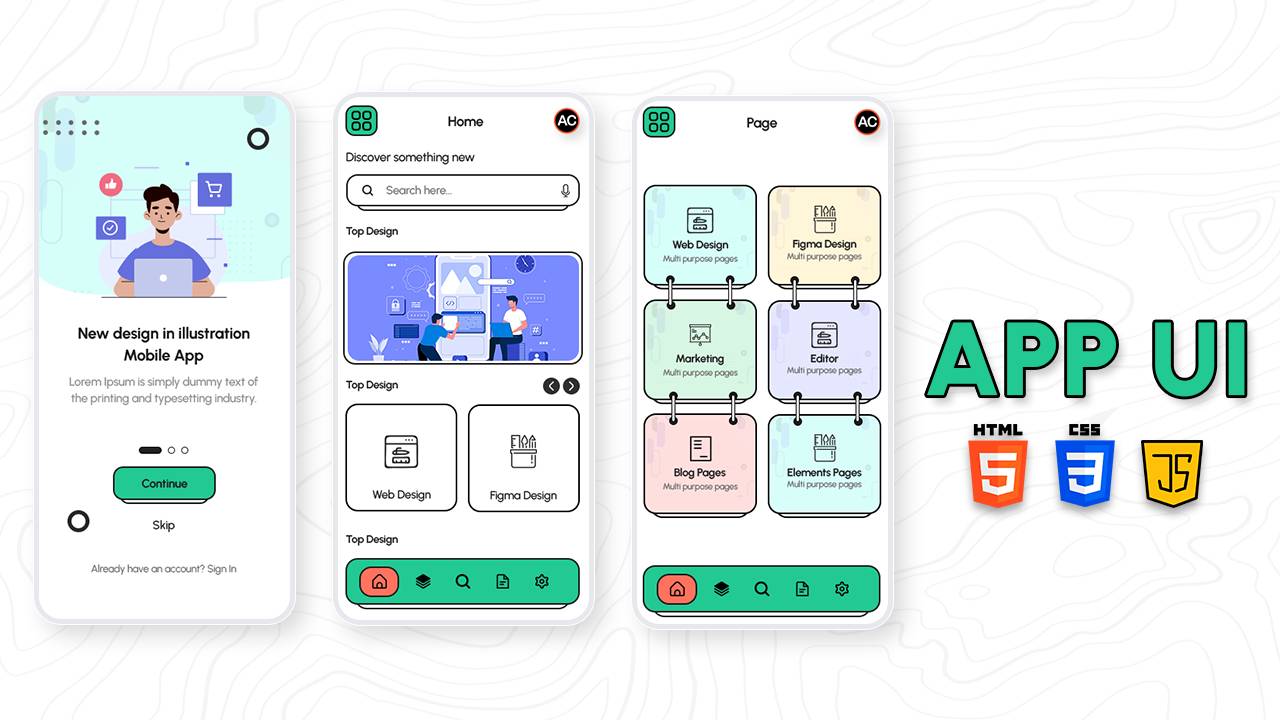 New design in illustration
Mobile App
Lorem Ipsum is simply dummy text of
the printing and typesetting industry.
Continue
Skip
Already have an account? Sign In
Home
AC
Discover something new
Search here...
Top Design
Top Design
Web Design
Figma Design
Top Design
Page
AC
Web Design
Multi purpose pages
Figma Design
Multi purpose pages
Marketing
Multi purpose pages
Editor
Multi purpose pages
Blog Pages
Multi purpose pages
Elements Pages
Multi purpose pages
APP UI
HTML
5
CSS
3
JS